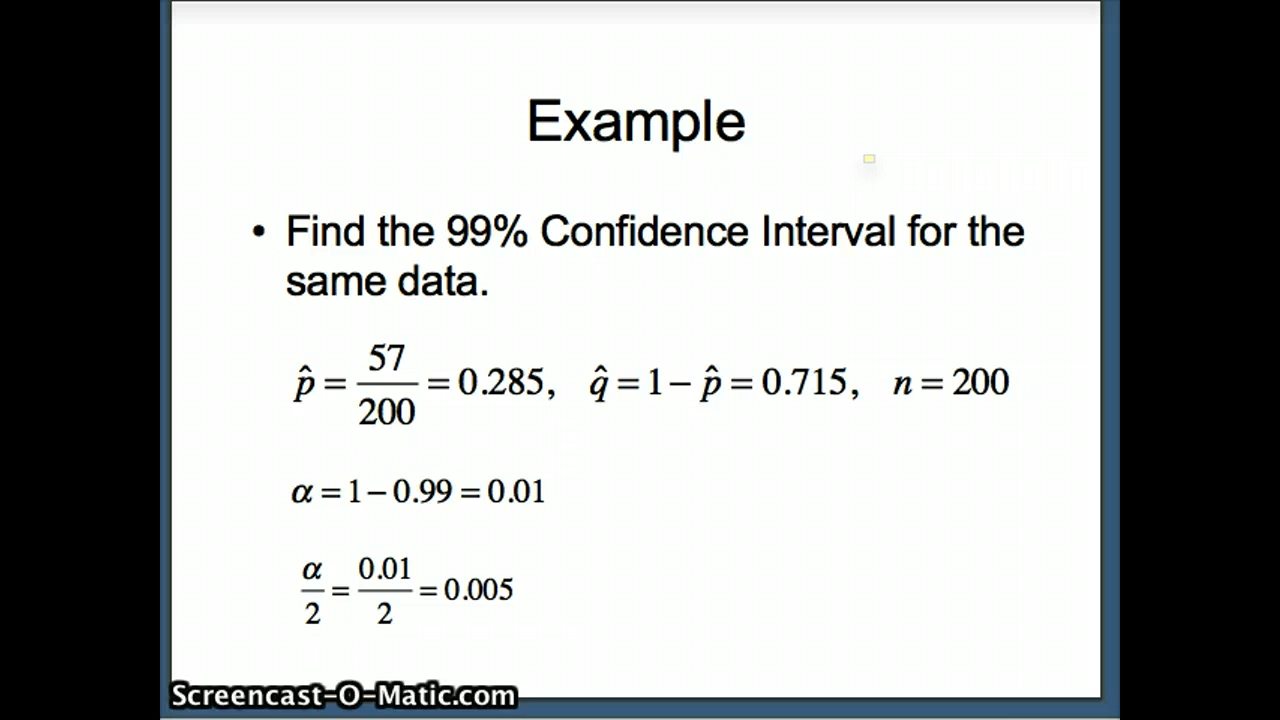 Example
• Find the 99% Confidence Interval for the
same data.
p̂ = 57/200 = 0.285, q̂ = 1 − p̂ = 0.715, n = 200
α = 1 − 0.99 = 0.01
α/2 = 0.01/2 = 0.005
Screencast-O-Matic.com